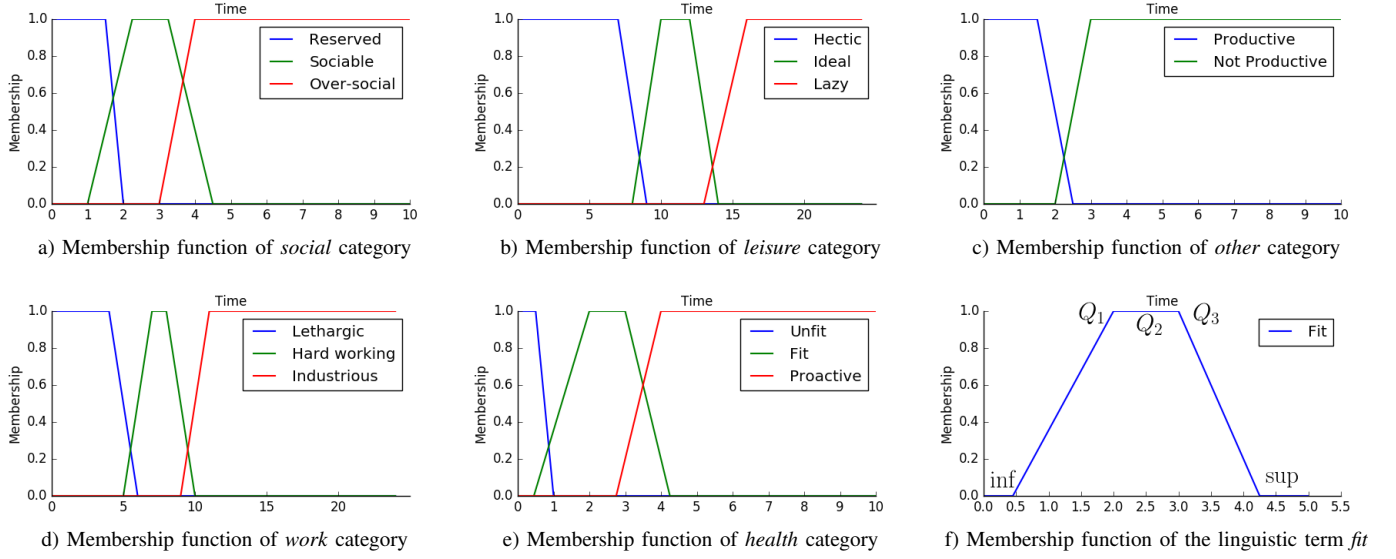 Time
Membership
1.0
0.8
0.6
0.4
0.2
0.0
Reserved
Sociable
Over-social
0 1 2 3 4 5 6 7 8 9 10
a) Membership function of social category
Time
Membership
1.0
0.8
0.6
0.4
0.2
0.0
Hectic
Ideal
Lazy
0 5 10 15 20
b) Membership function of leisure category
Time
Membership
1.0
0.8
0.6
0.4
0.2
0.0
Productive
Not Productive
0 1 2 3 4 5 6 7 8 9 10
c) Membership function of other category
Time
Membership
1.0
0.8
0.6
0.4
0.2
0.0
Lethargic
Hard working
Industrious
0 5 10 15 20
d) Membership function of work category
Time
Membership
1.0
0.8
0.6
0.4
0.2
0.0
Unfit
Fit
Proactive
0 1 2 3 4 5 6 7 8 9 10
e) Membership function of health category
Time
Membership
1.0
0.8
0.6
0.4
0.2
0.0
Q1
Q2
Q3
Fit
inf
sup
0.0 0.5 1.0 1.5 2.0 2.5 3.0 3.5 4.0 4.5 5.0 5.5
f) Membership function of the linguistic term fit